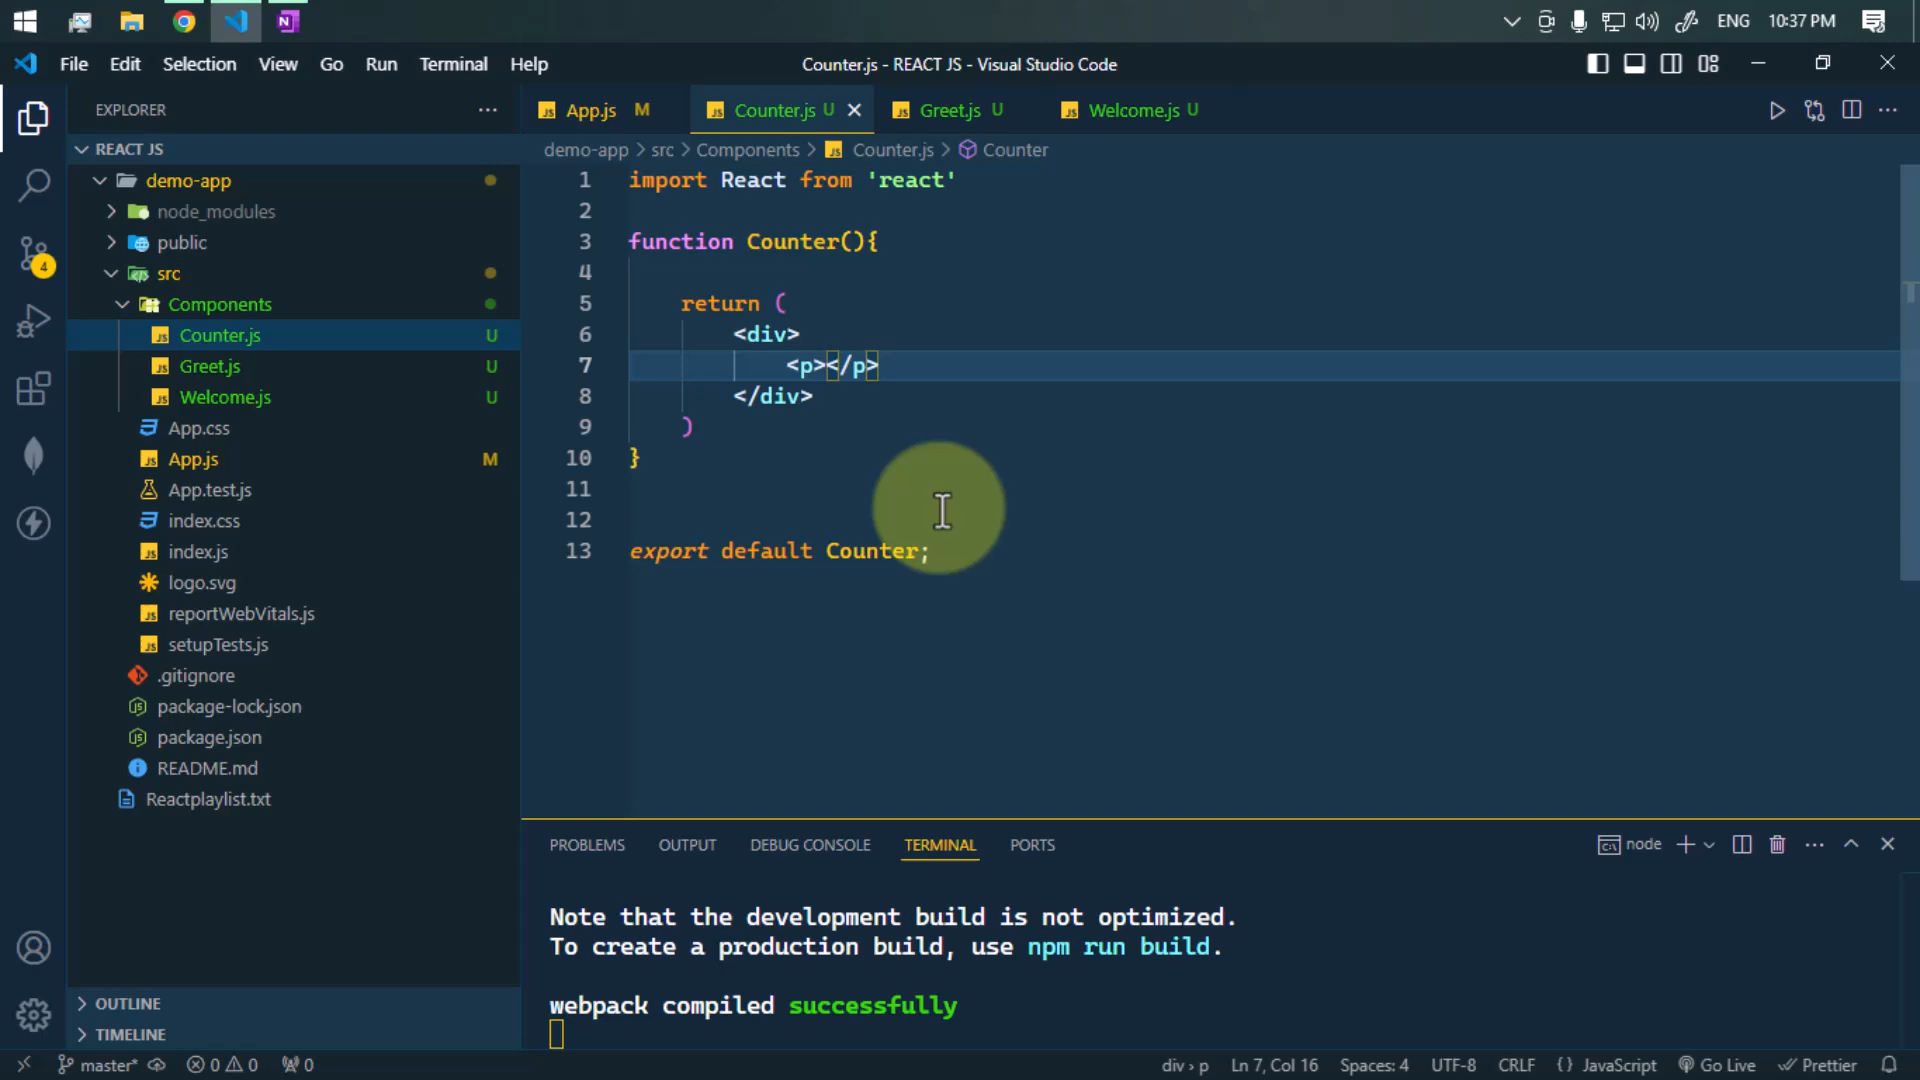 ENG 10:37 PM
File Edit Selection View Go Run Terminal Help Counter.js - REACT JS - Visual Studio Code
EXPLORER
REACT JS
demo-app
node_modules
public
src
Components
Counter.js U
Greet.js U
Welcome.js U
App.css
App.js M
App.test.js
index.css
index.js
logo.svg
reportWebVitals.js
setupTests.js
.gitignore
package-lock.json
package.json
README.md
Reactplaylist.txt
OUTLINE
TIMELINE
4
App.js M Counter.js U Greet.js U Welcome.js U
demo-app > src > Components > Counter.js > Counter
1 import React from 'react'
2
3 function Counter(){
4
5 return (
6 <div>
7 <p></p>
8 </div>
9 )
10 }
11
12
13 export default Counter;
PROBLEMS OUTPUT DEBUG CONSOLE TERMINAL PORTS node
Note that the development build is not optimized.
To create a production build, use npm run build.
webpack compiled successfully
master* 0 0 0 div › p Ln 7, Col 16 Spaces: 4 UTF-8 CRLF {} JavaScript Go Live Prettier